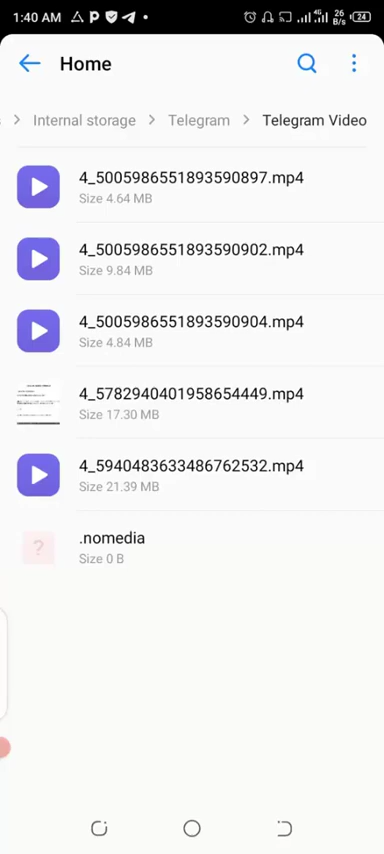 1:40 AM
4G
26
B/s
24
Home
Internal storage
Telegram
Telegram Video
4_5005986551893590897.mp4
Size 4.64 MB
4_5005986551893590902.mp4
Size 9.84 MB
4_5005986551893590904.mp4
Size 4.84 MB
4_5782940401958654449.mp4
Size 17.30 MB
4_5940483633486762532.mp4
Size 21.39 MB
?
.nomedia
Size 0 B